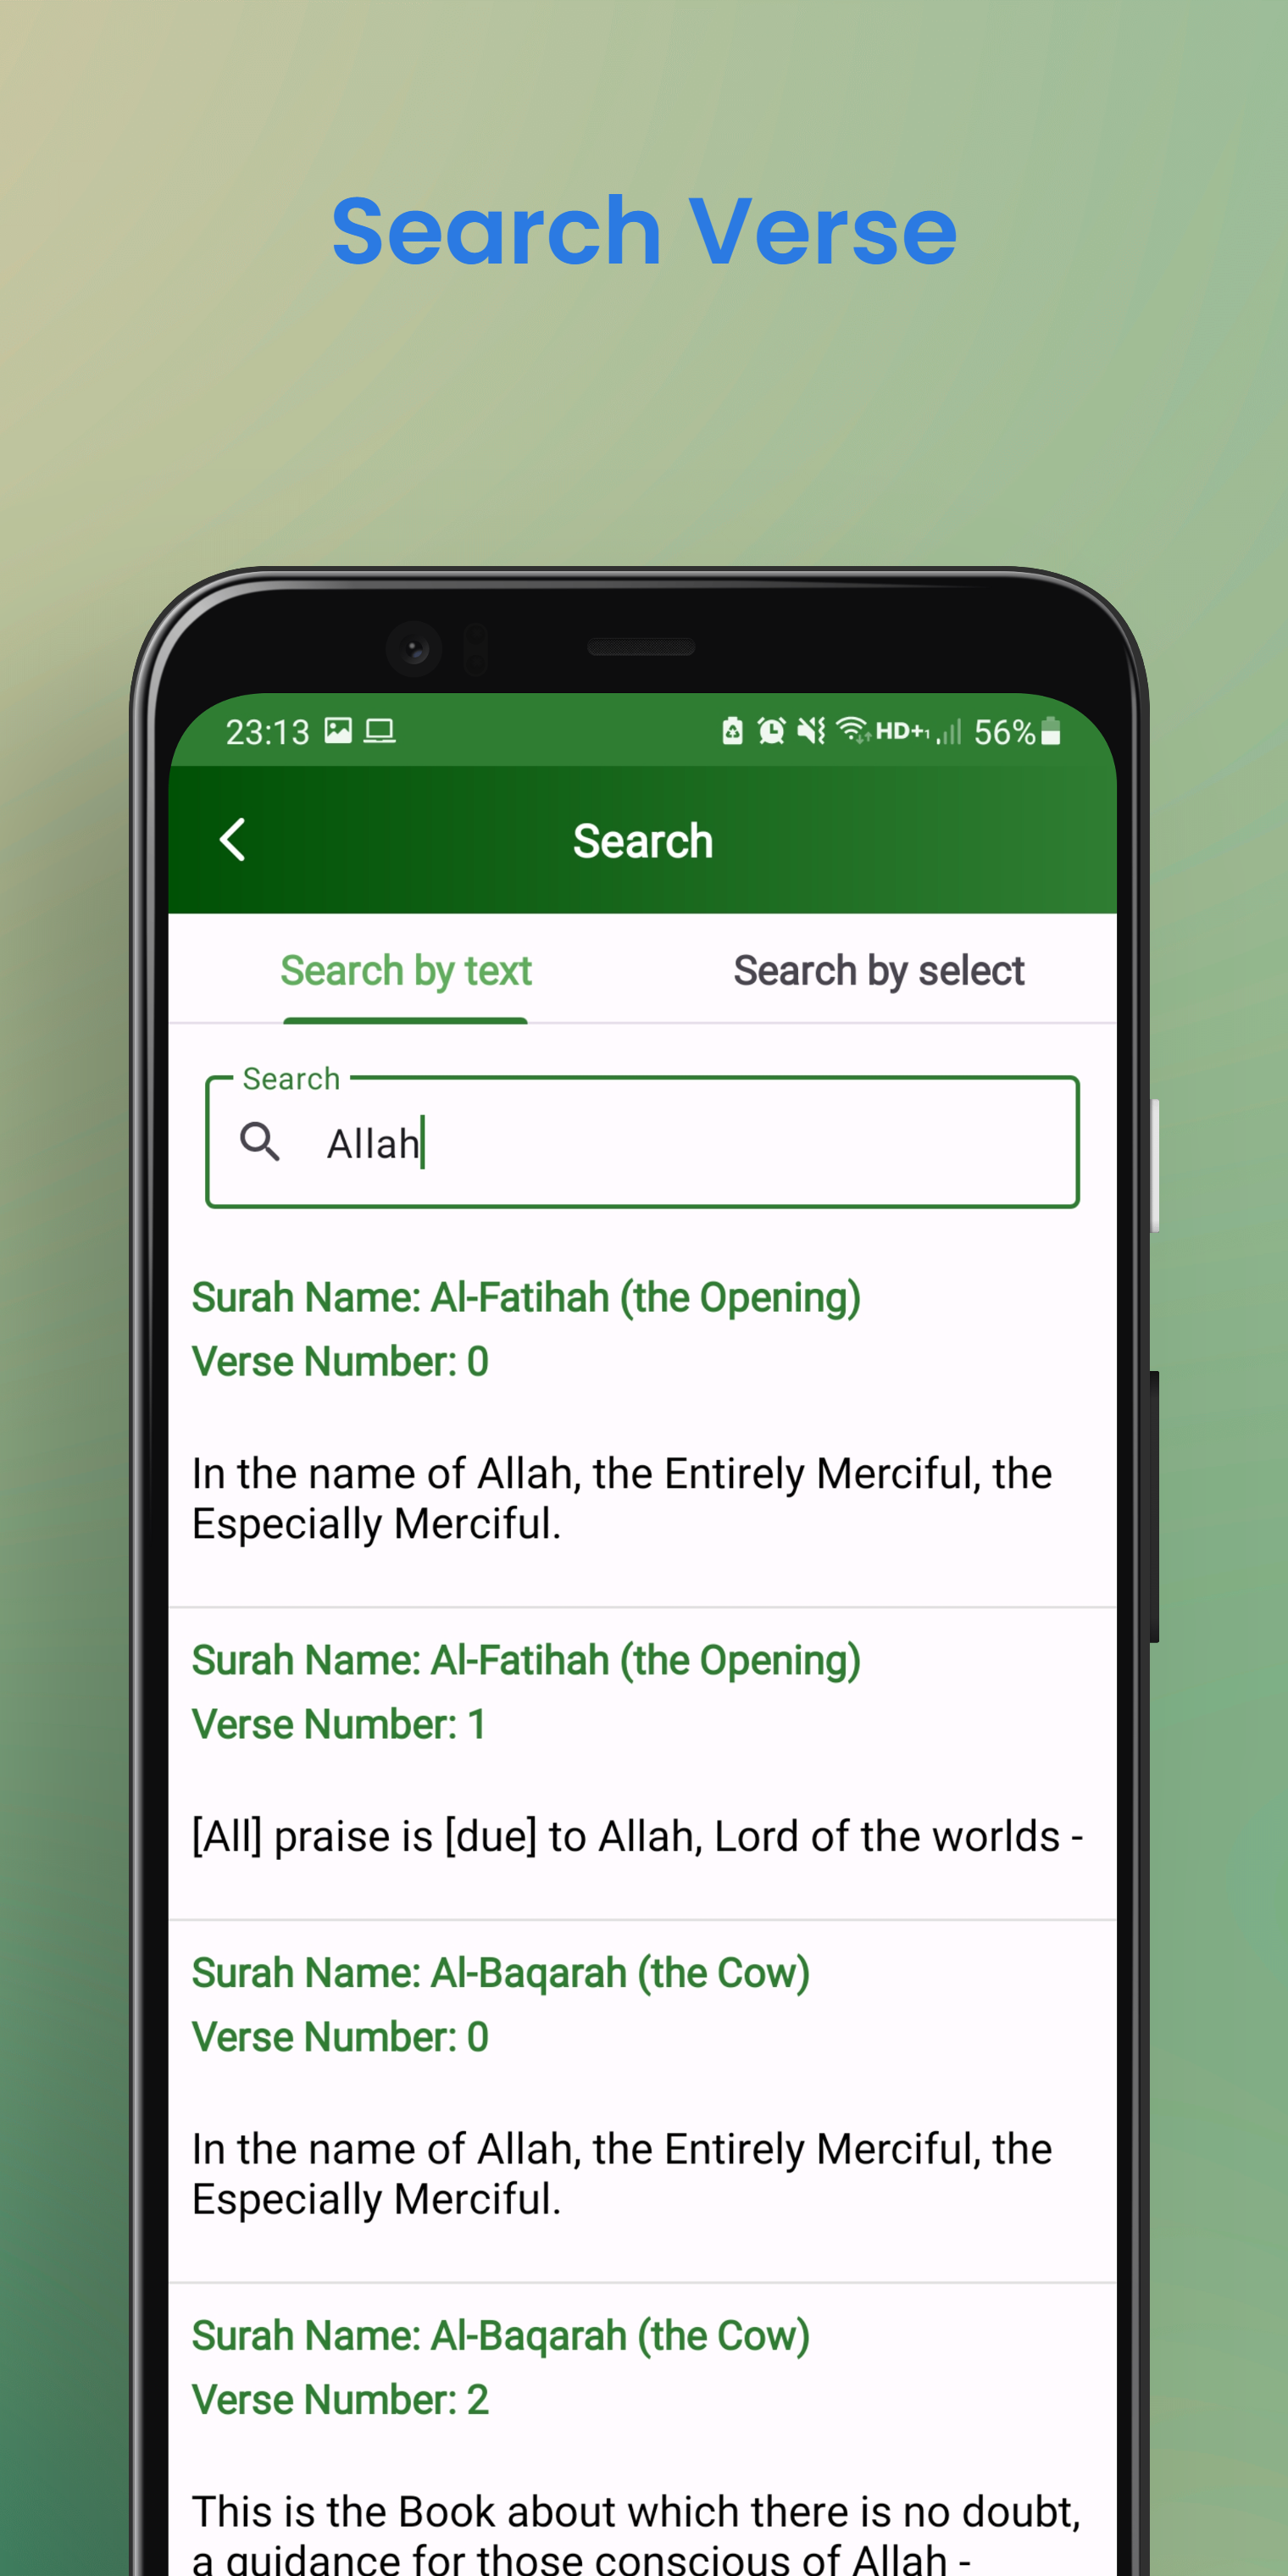 Search Verse
23:13 HD+1 56%
Search
Search by text Search by select
Search
Allah
Surah Name: Al-Fatihah (the Opening)
Verse Number: 0
In the name of Allah, the Entirely Merciful, the
Especially Merciful.
Surah Name: Al-Fatihah (the Opening)
Verse Number: 1
[All] praise is [due] to Allah, Lord of the worlds -
Surah Name: Al-Baqarah (the Cow)
Verse Number: 0
In the name of Allah, the Entirely Merciful, the
Especially Merciful.
Surah Name: Al-Baqarah (the Cow)
Verse Number: 2
This is the Book about which there is no doubt,
a guidance for those conscious of Allah -